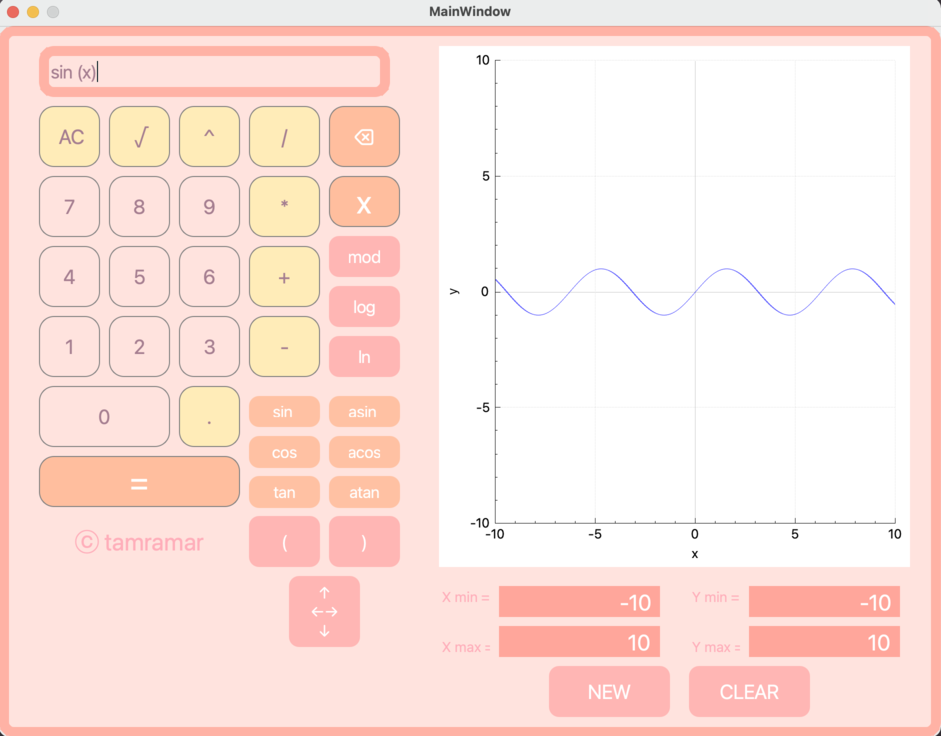 MainWindow
sin (x)
AC √ ^ /
7 8 9 * X
4 5 6 + mod
log
1 2 3 - ln
0 .
sin asin
cos acos
tan atan
=
( )
© tamramar
↑
←→
↓
10
5
y 0
-5
-10
-10 -5 0 5 10
x
X min = -10 Y min = -10
X max = 10 Y max = 10
NEW CLEAR